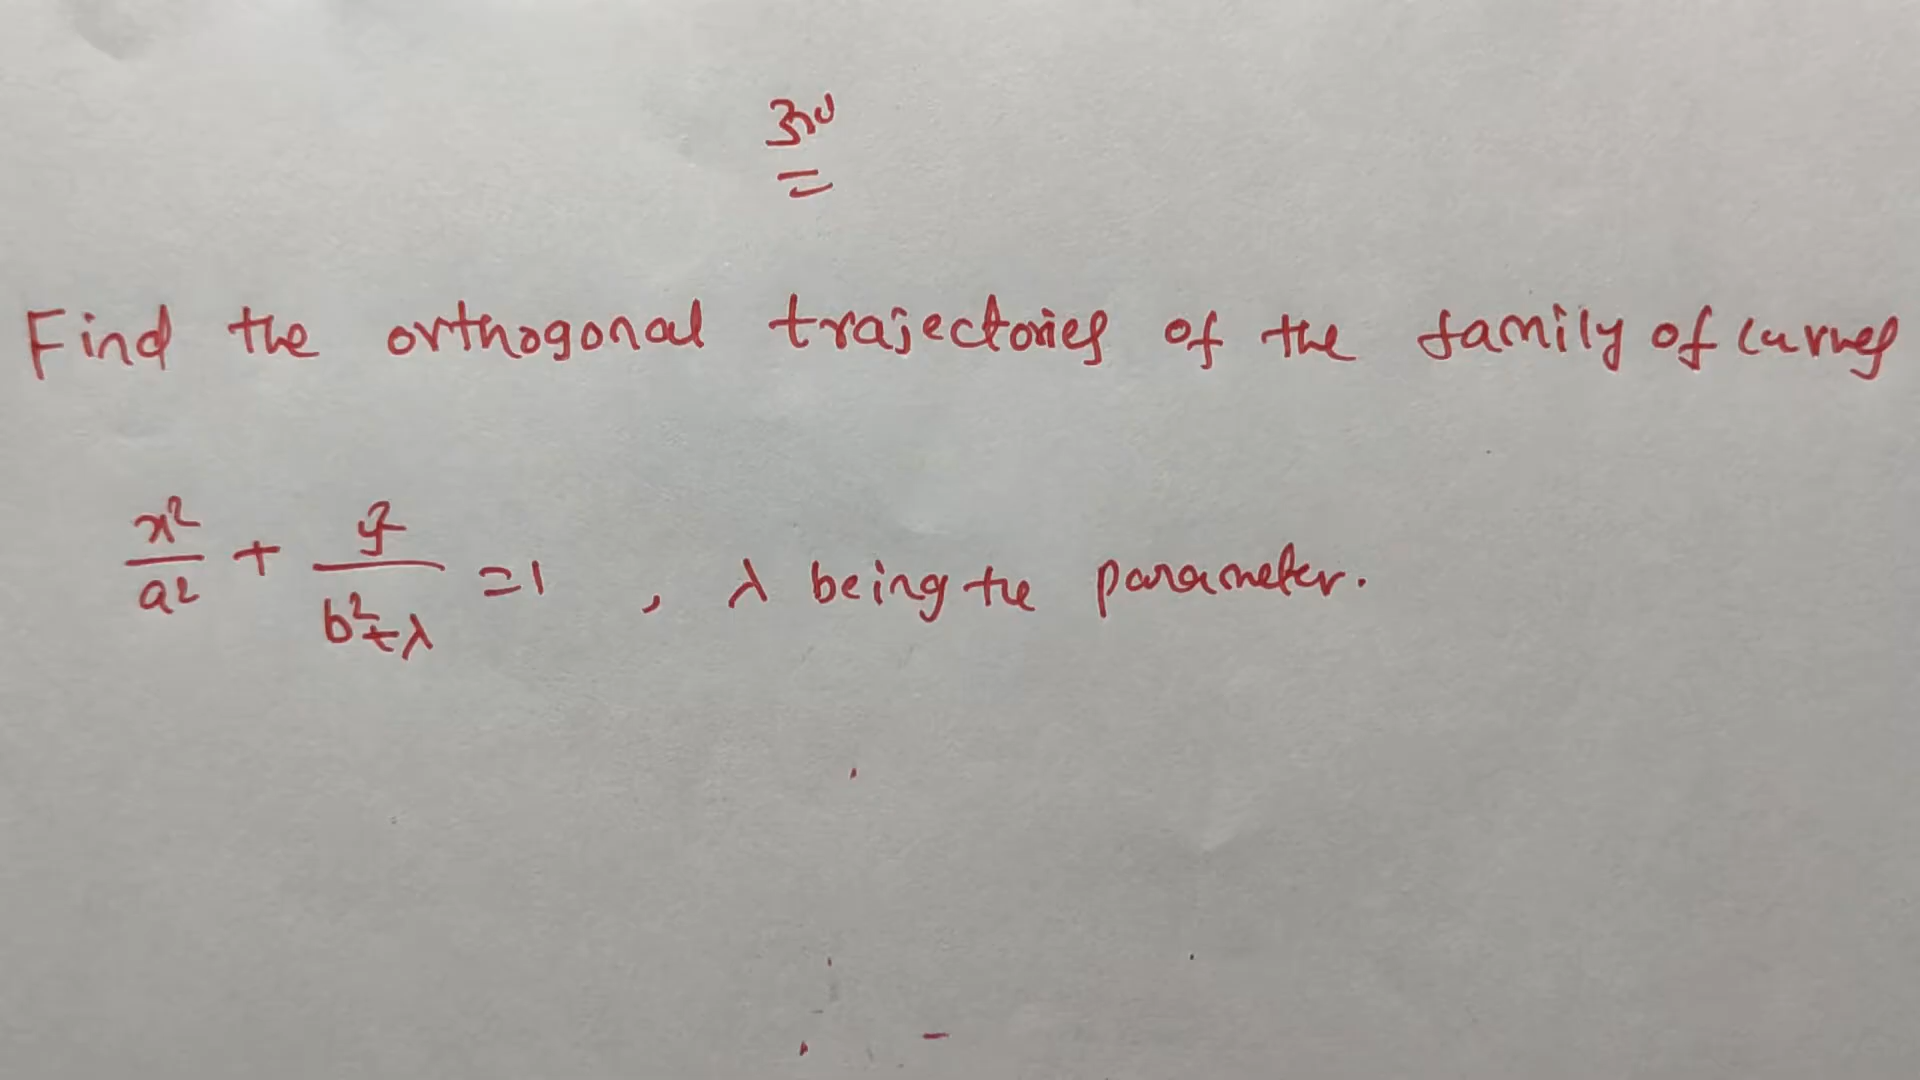 3rd
Find the orthogonal trajectories of the family of curves
x²/a² + y²/b²+λ =1 , λ being the parameter.